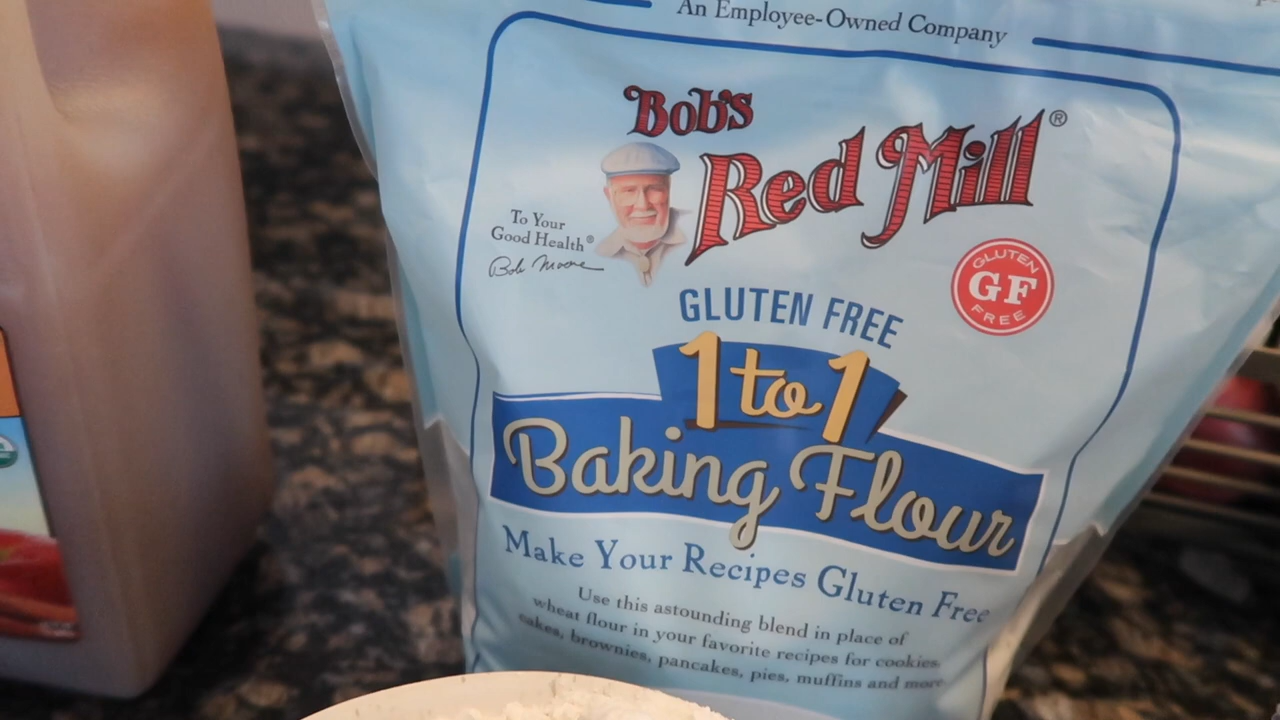 An Employee-Owned Company
Bob's
Red Mill®
To Your
Good Health®
Bob Moore
GLUTEN
GF
FREE
GLUTEN FREE
1 to 1
Baking Flour
Make Your Recipes Gluten Free
Use this astounding blend in place of
wheat flour in your favorite recipes for cookies,
cakes, brownies, pancakes, pies, muffins and more